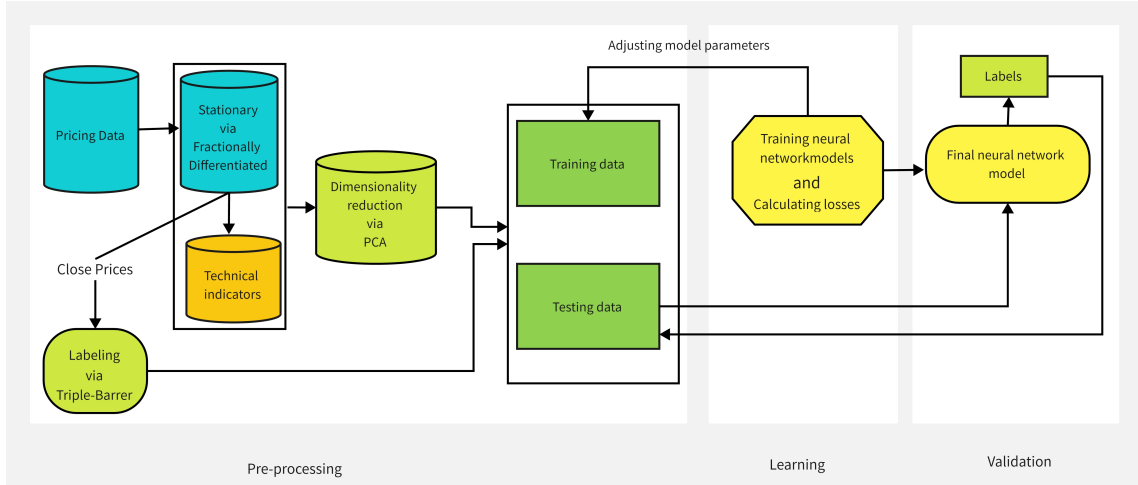 Adjusting model parameters
Pricing Data
Stationary
via
Fractionally
Differentiated
Technical
indicators
Close Prices
Labeling
via
Triple-Barrer
Dimensionality
reduction
via
PCA
Training data
Testing data
Training neural
networkmodels
and
Calculating losses
Labels
Final neural network
model
Pre-processing
Learning
Validation